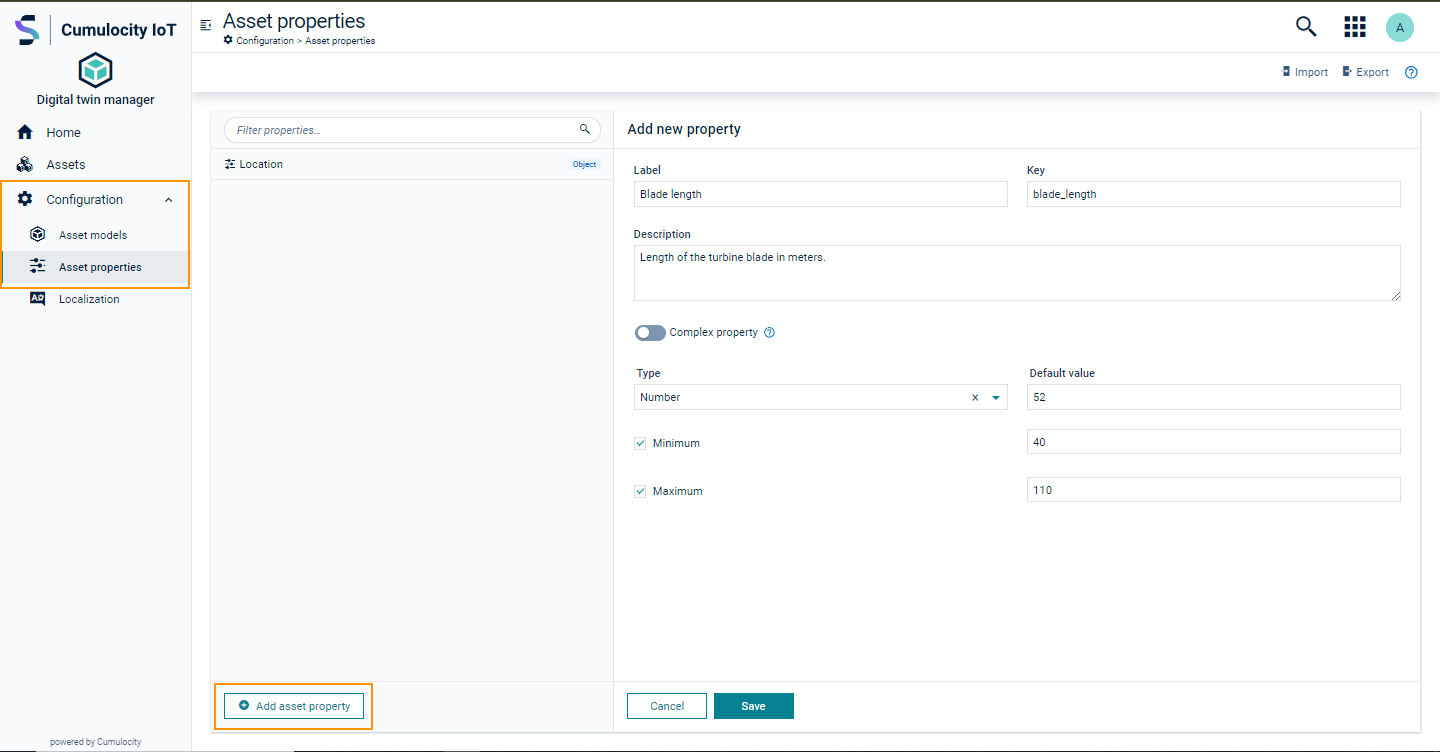 Cumulocity IoT
Digital twin manager
Home
Assets
Configuration
Asset models
Asset properties
Localization
powered by Cumulocity
Asset properties
Configuration > Asset properties
A
Import
Export
Filter properties...
Location
Object
Add asset property
Add new property
Label
Key
Blade length
blade_length
Description
Length of the turbine blade in meters.
Complex property
Type
Default value
Number
52
Minimum
40
Maximum
110
Cancel
Save